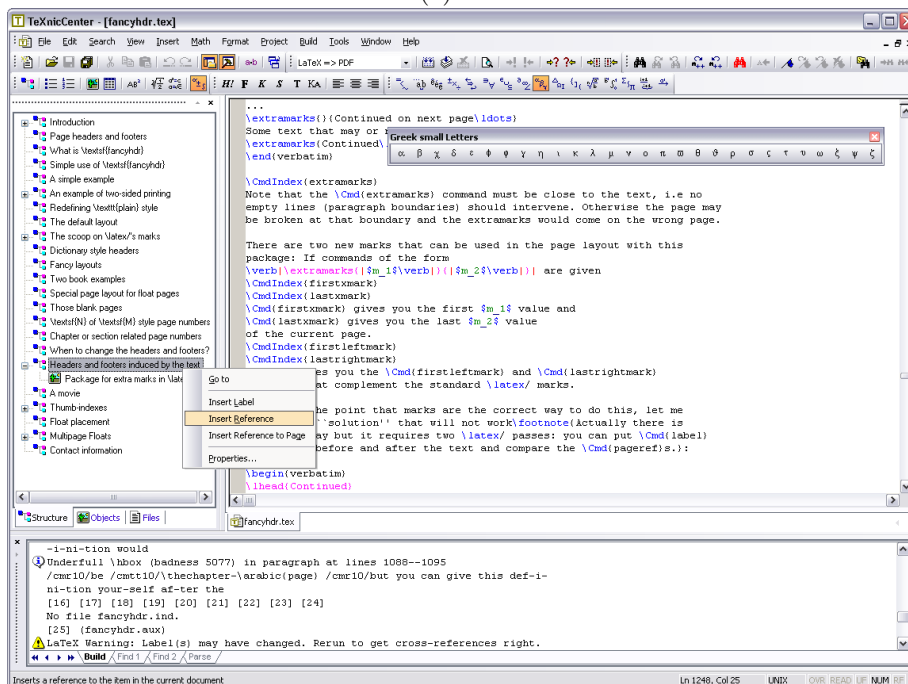 TeXnicCenter - [fancyhdr.tex]
File Edit Search View Insert Math Format Project Build Tools Window Help
LaTeX => PDF
H! F K S T KA
Introduction
Page headers and footers
What is \textsf{fancyhdr}
Simple use of \textsf{fancyhdr}
A simple example
An example of two-sided printing
Redefining \texttt{plain} style
The default layout
The scoop on \latex/'s marks
Dictionary style headers
Fancy layouts
Two book examples
Special page layout for float pages
Those blank pages
\textsf{N} of \textsf{M} style page numbers
Chapter or section related page numbers
When to change the headers and footers?
Headers and footers induced by the text
Package for extra marks in \late
A movie
Thumb-indexes
Float placement
Multipage Floats
Contact information
Structure Objects Files
Go to
Insert Label
Insert Reference
Insert Reference to Page
Properties...
...
\extramarks{}{Continued on next page\ldots}
Some text that may or
\extramarks{Continued\
\end{verbatim}
Greek small Letters
α β χ δ ε ϕ φ γ η ι κ λ μ ν ο π ϖ θ ϑ ρ σ ς τ υ ω ξ ψ ζ
\CmdIndex{extramarks}
Note that the \Cmd{extramarks} command must be close to the text, i.e no
empty lines (paragraph boundaries) should intervene. Otherwise the page may
be broken at that boundary and the extramarks would come on the wrong page.
There are two new marks that can be used in the page layout with this
package: If commands of the form
\verb|\extramarks{|$m_1$\verb|}{|$m_2$\verb|}| are given
\CmdIndex{firstxmark}
\CmdIndex{lastxmark}
\Cmd{firstxmark} gives you the first $m_1$ value and
\Cmd{lastxmark} gives you the last $m_2$ value
of the current page.
\CmdIndex{firstleftmark}
\CmdIndex{lastrightmark}
es you the \Cmd{firstleftmark} and \Cmd{lastrightmark}
at complement the standard \latex/ marks.
he point that marks are the correct way to do this, let me
``solution'' that will not work\footnote{Actually there is
ay but it requires two \latex/ passes: you can put \Cmd{label}
before and after the text and compare the \Cmd{pageref}s.}:
\begin{verbatim}
\lhead{Continued}
fancyhdr.tex
-i-ni-tion would
Underfull \hbox (badness 5077) in paragraph at lines 1088--1095
/cmr10/be /cmtt10/\thechapter-\arabic{page} /cmr10/but you can give this def-i-
ni-tion your-self af-ter the
[16] [17] [18] [19] [20] [21] [22] [23] [24]
No file fancyhdr.ind.
[25] (fancyhdr.aux)
LaTeX Warning: Label(s) may have changed. Rerun to get cross-references right.
Build Find 1 Find 2 Parse
Inserts a reference to the item in the current document
Ln 1248, Col 25 UNIX OVR READ LF NUM RF